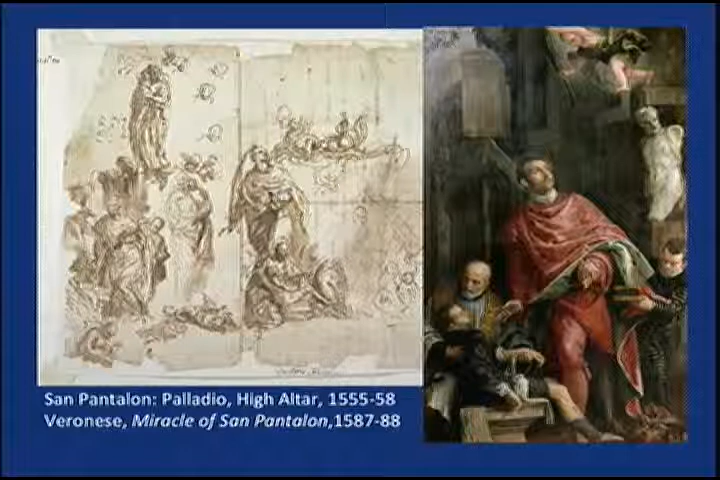 San Pantalon: Palladio, High Altar, 1555-58
Veronese, Miracle of San Pantalon,1587-88